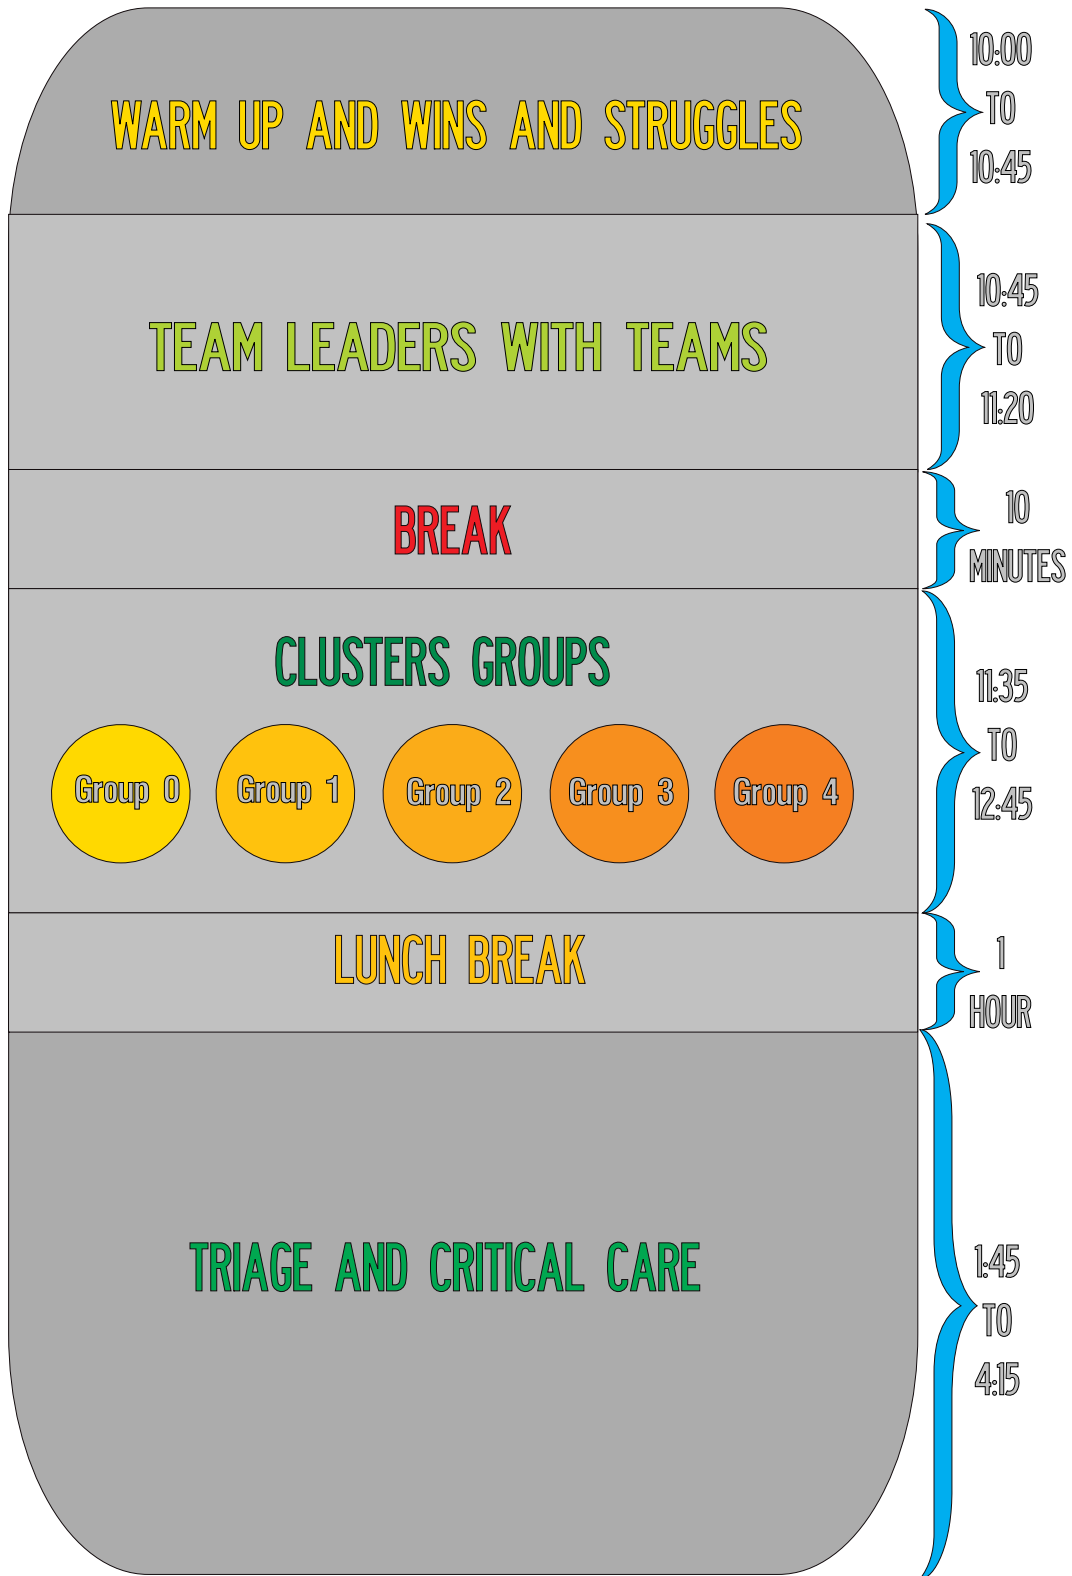 WARM UP AND WINS AND STRUGGLES
10:00
TO
10:45
TEAM LEADERS WITH TEAMS
10:45
TO
11:20
BREAK
10
MINUTES
CLUSTERS GROUPS
Group 0
Group 1
Group 2
Group 3
Group 4
11:35
TO
12:45
LUNCH BREAK
1
HOUR
TRIAGE AND CRITICAL CARE
1:45
TO
4:15